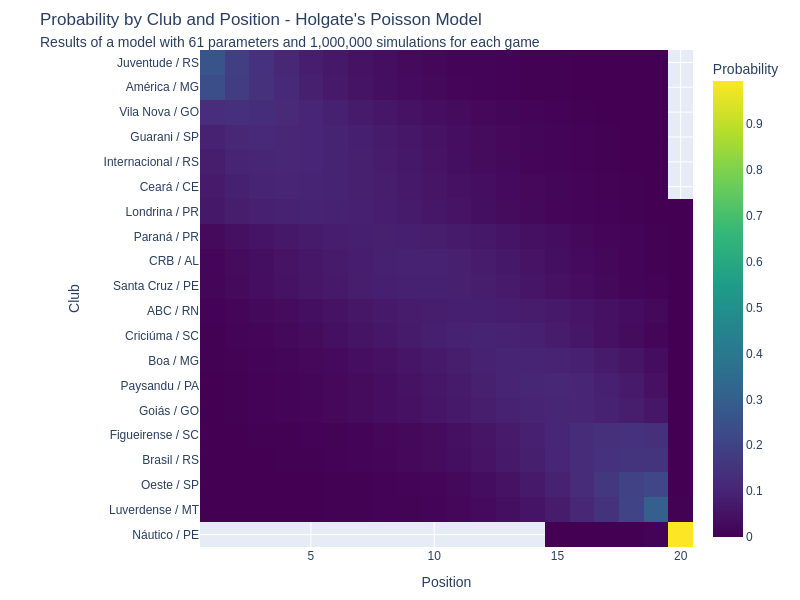 Probability by Club and Position - Holgate's Poisson Model
Results of a model with 61 parameters and 1,000,000 simulations for each game
Probability
Juventude / RS
América / MG
Vila Nova / GO
Guarani / SP
Internacional / RS
Ceará / CE
Londrina / PR
Paraná / PR
CRB / AL
Santa Cruz / PE
ABC / RN
Criciúma / SC
Boa / MG
Paysandu / PA
Goiás / GO
Figueirense / SC
Brasil / RS
Oeste / SP
Luverdense / MT
Náutico / PE
Club
5 10 15 20
Position
0.9
0.8
0.7
0.6
0.5
0.4
0.3
0.2
0.1
0